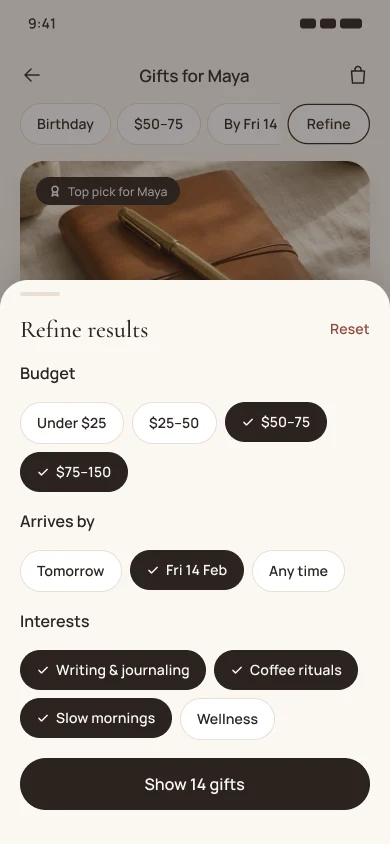 9:41
Gifts for Maya
Birthday
$50–75
By Fri 14
Refine
Top pick for Maya
Refine results
Reset
Budget
Under $25
$25–50
$50–75
$75–150
Arrives by
Tomorrow
Fri 14 Feb
Any time
Interests
Writing & journaling
Coffee rituals
Slow mornings
Wellness
Show 14 gifts